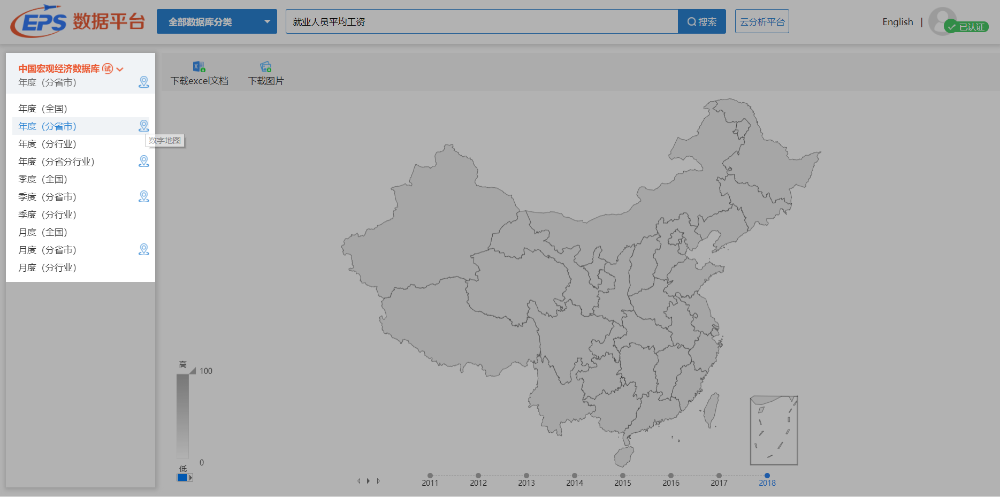 EPS 数据平台
全部数据库分类
就业人员平均工资
搜索
云分析平台
English |
已认证
中国宏观经济数据库 试
年度（分省市）
年度（全国）
年度（分省市）
数字地图
年度（分行业）
年度（分省分行业）
季度（全国）
季度（分省市）
季度（分行业）
月度（全国）
月度（分省市）
月度（分行业）
下载excel文档
下载图片
高
100
0
低
2011 2012 2013 2014 2015 2016 2017 2018